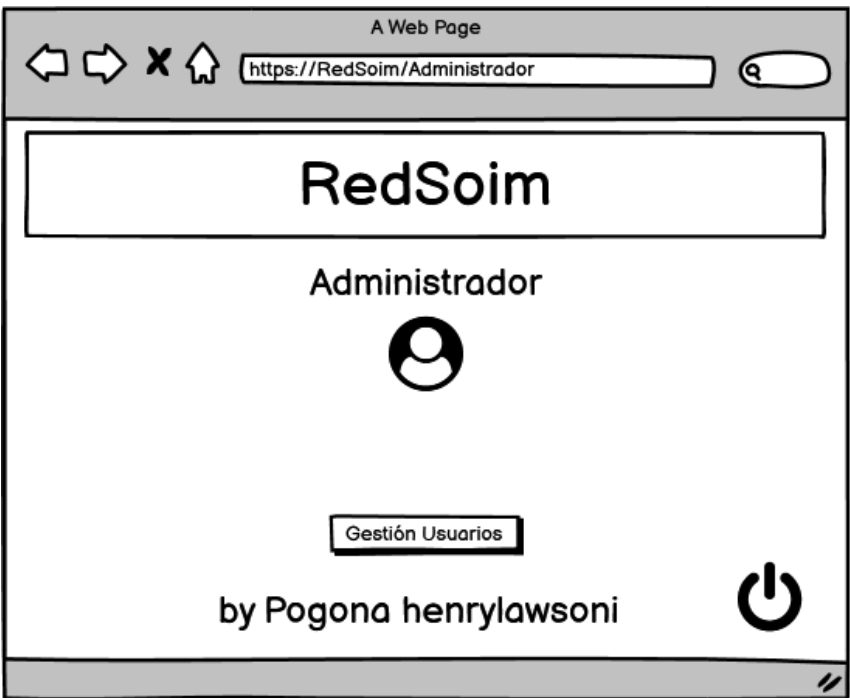 A Web Page
https://RedSoim/Administrador
RedSoim
Administrador
Gestión Usuarios
by Pogona henrylawsoni